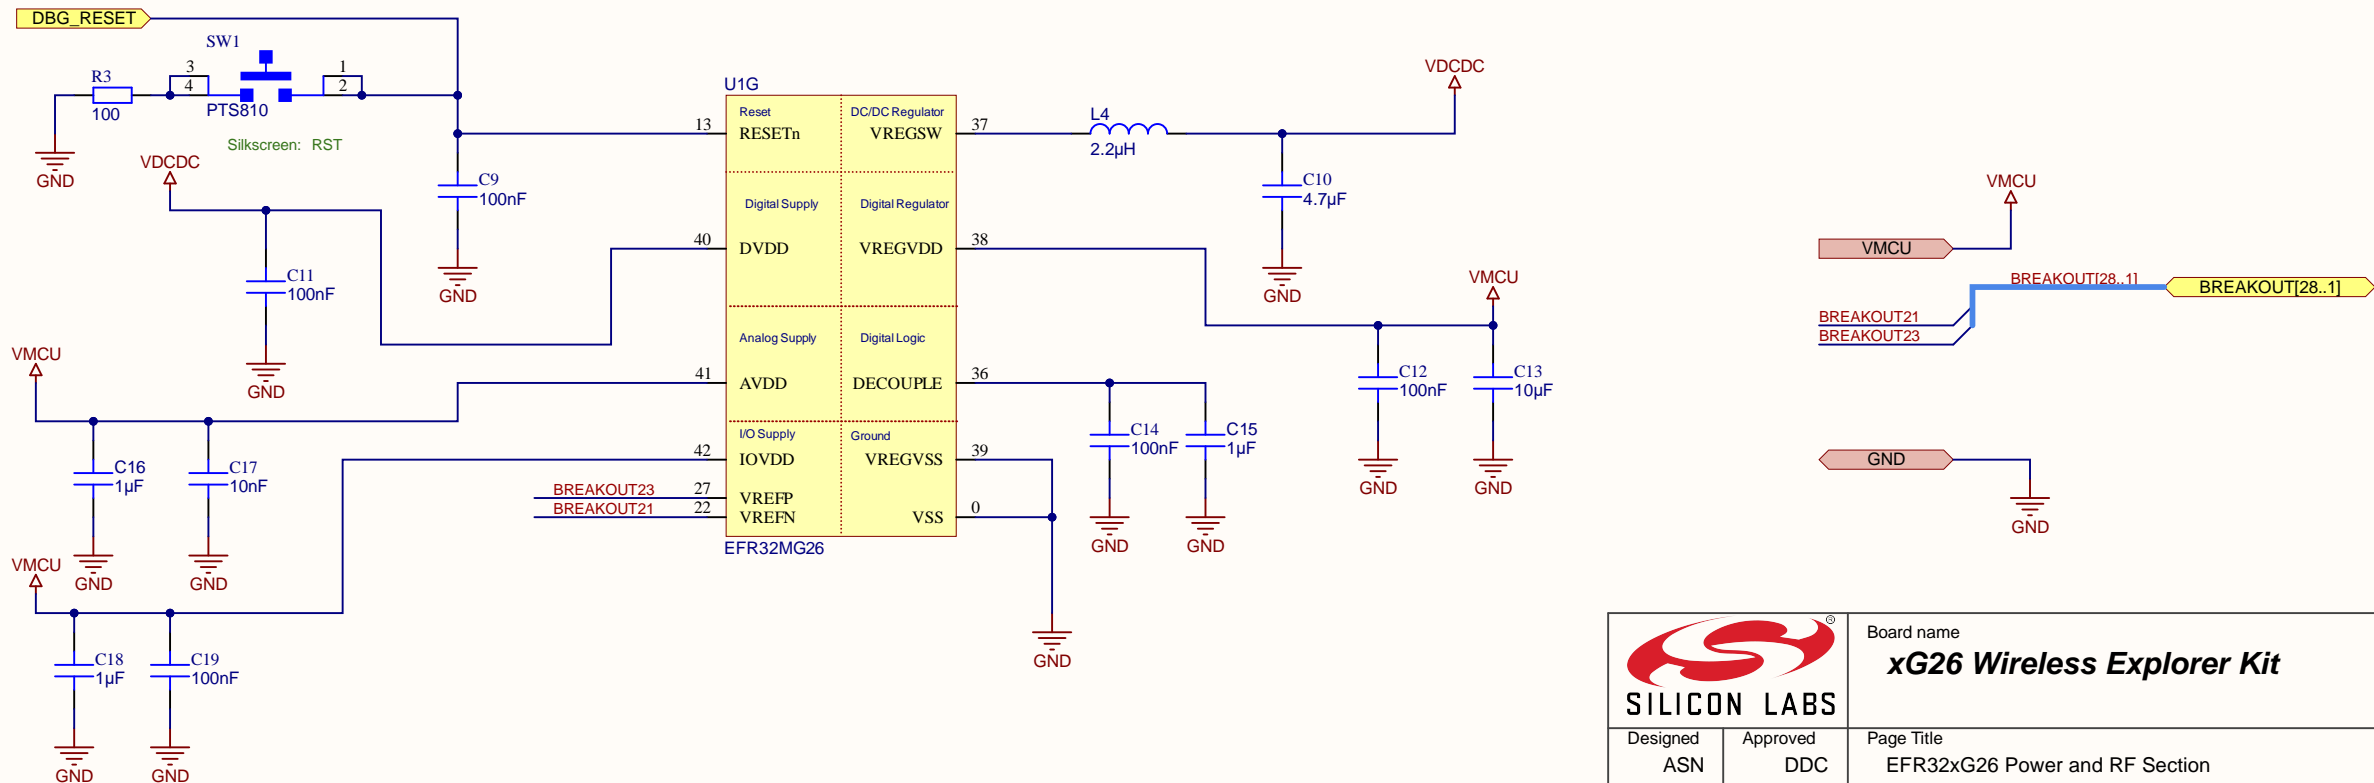 DBG_RESET
SW1
R3
100
3
4
1
2
PTS810
Silkscreen: RST
GND
VDCDC
C9
100nF
GND
C11
100nF
GND
VMCU
C16
1µF
GND
C17
10nF
GND
VMCU
C18
1µF
GND
C19
100nF
GND
U1G
Reset
DC/DC Regulator
13
RESETn
VREGSW
37
Digital Supply
Digital Regulator
40
DVDD
VREGVDD
38
Analog Supply
Digital Logic
41
AVDD
DECOUPLE
36
I/O Supply
Ground
42
IOVDD
VREGVSS
39
BREAKOUT23
27
VREFP
BREAKOUT21
22
VREFN
VSS
0
EFR32MG26
GND
L4
2.2µH
VDCDC
C10
4.7µF
GND
VMCU
C12
100nF
GND
C13
10µF
GND
C14
100nF
GND
C15
1µF
GND
VMCU
VMCU
BREAKOUT[28..1]
BREAKOUT[28..1]
BREAKOUT21
BREAKOUT23
GND
GND
®
SILICON LABS
Board name
xG26 Wireless Explorer Kit
Designed
ASN
Approved
DDC
Page Title
EFR32xG26 Power and RF Section